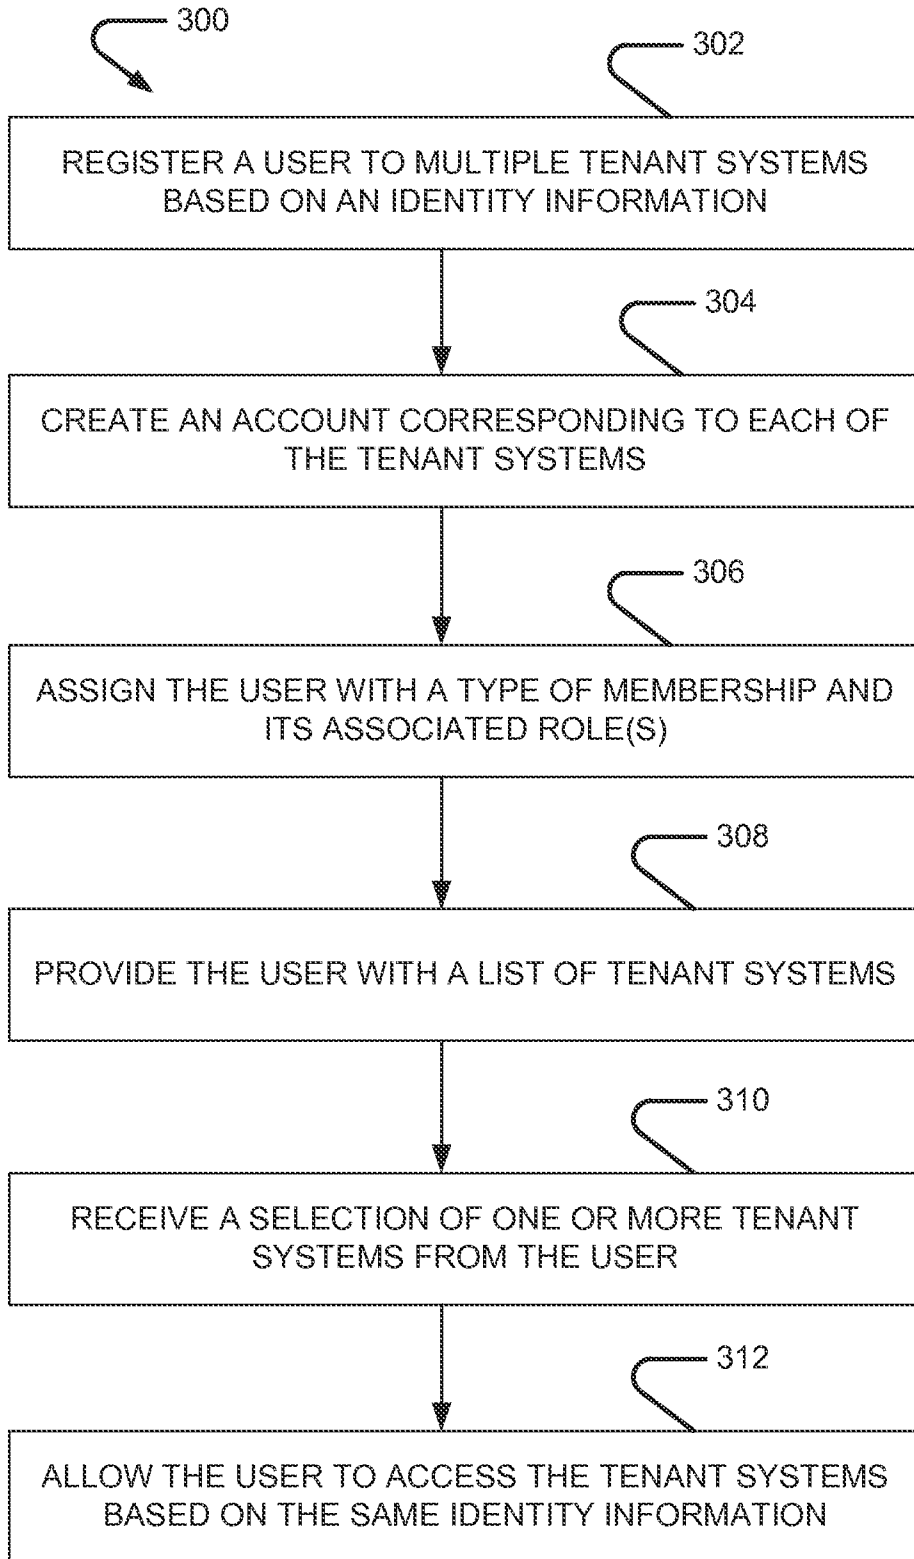 300
302
REGISTER A USER TO MULTIPLE TENANT SYSTEMS
BASED ON AN IDENTITY INFORMATION
304
CREATE AN ACCOUNT CORRESPONDING TO EACH OF
THE TENANT SYSTEMS
306
ASSIGN THE USER WITH A TYPE OF MEMBERSHIP AND
ITS ASSOCIATED ROLE(S)
308
PROVIDE THE USER WITH A LIST OF TENANT SYSTEMS
310
RECEIVE A SELECTION OF ONE OR MORE TENANT
SYSTEMS FROM THE USER
312
ALLOW THE USER TO ACCESS THE TENANT SYSTEMS
BASED ON THE SAME IDENTITY INFORMATION